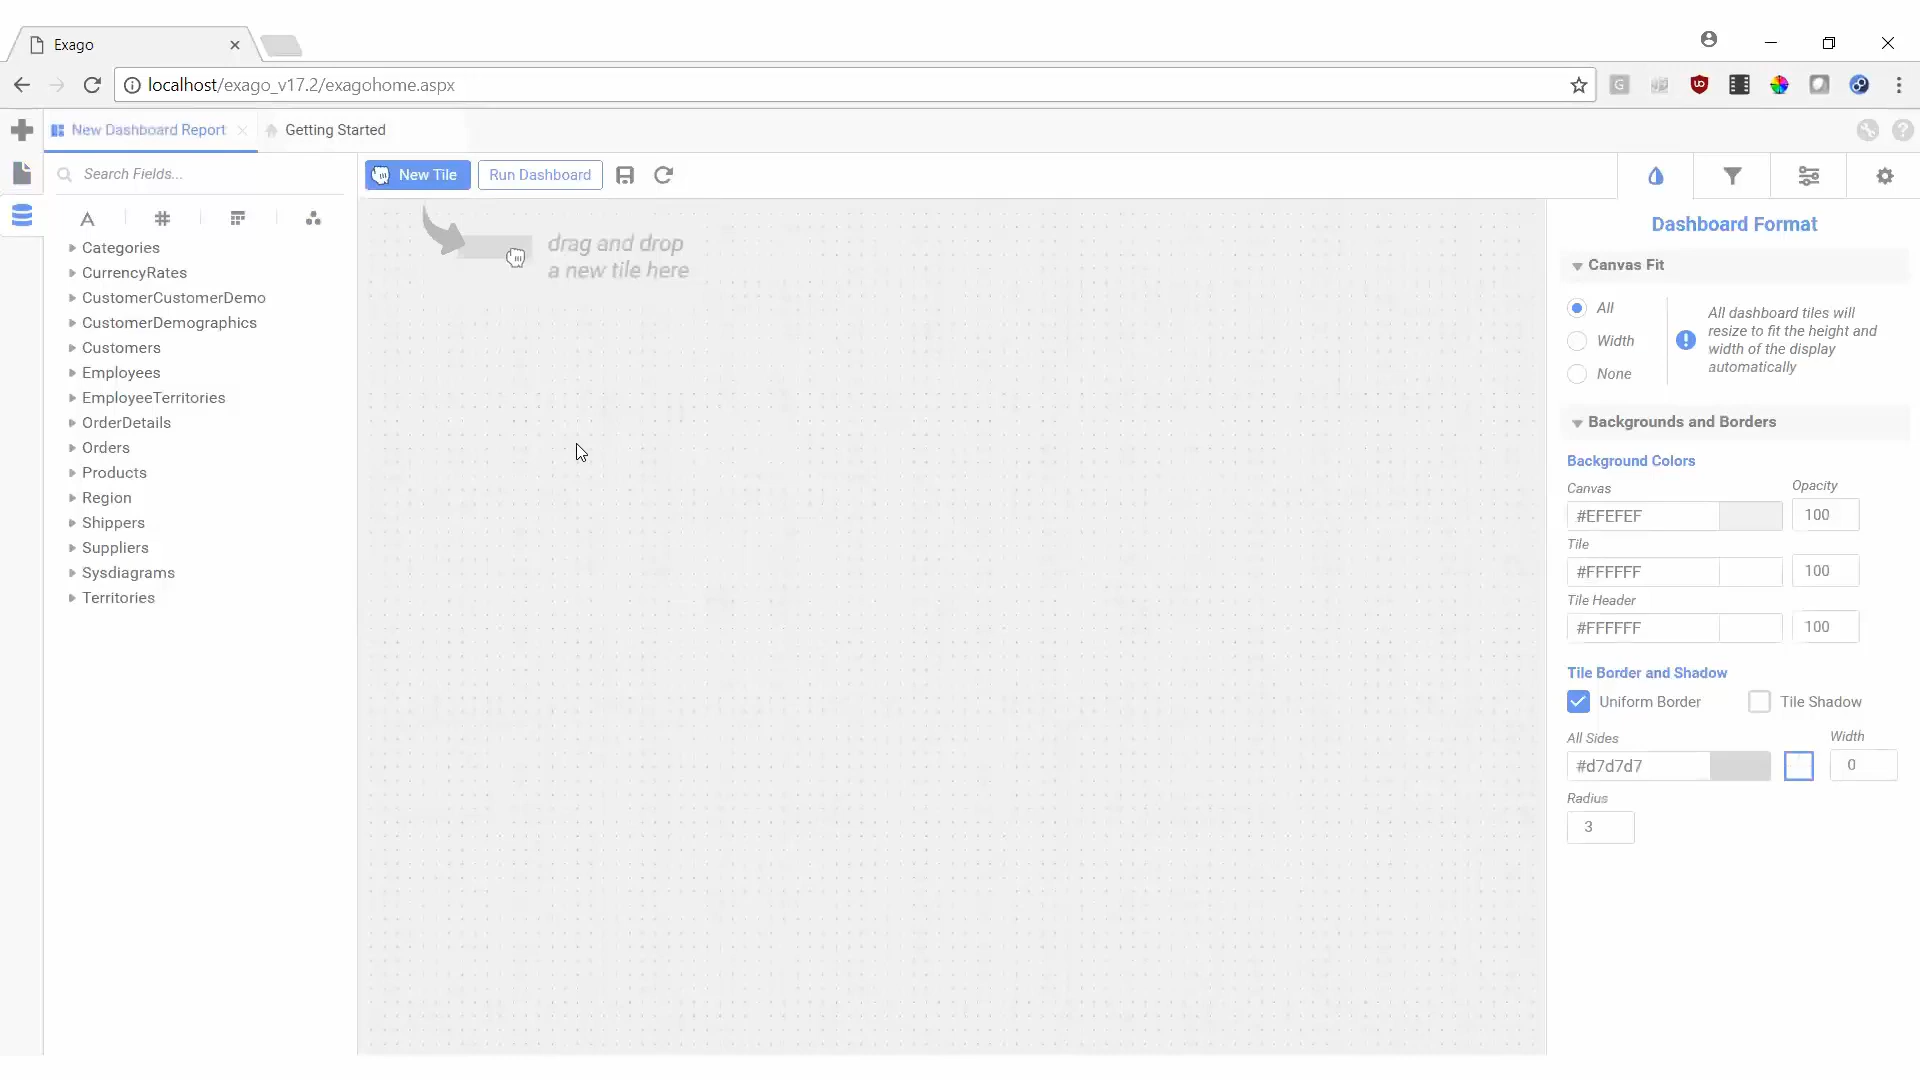 Exago
localhost/exago_v17.2/exagohome.aspx
New Dashboard Report
Getting Started
Search Fields...
New Tile
Run Dashboard
drag and drop
a new tile here
Categories
CurrencyRates
CustomerCustomerDemo
CustomerDemographics
Customers
Employees
EmployeeTerritories
OrderDetails
Orders
Products
Region
Shippers
Suppliers
Sysdiagrams
Territories
Dashboard Format
Canvas Fit
All
Width
None
All dashboard tiles will
resize to fit the height and
width of the display
automatically
Backgrounds and Borders
Background Colors
Canvas
Opacity
#EFEFEF
100
Tile
#FFFFFF
100
Tile Header
#FFFFFF
100
Tile Border and Shadow
Uniform Border
Tile Shadow
All Sides
Width
#d7d7d7
0
Radius
3